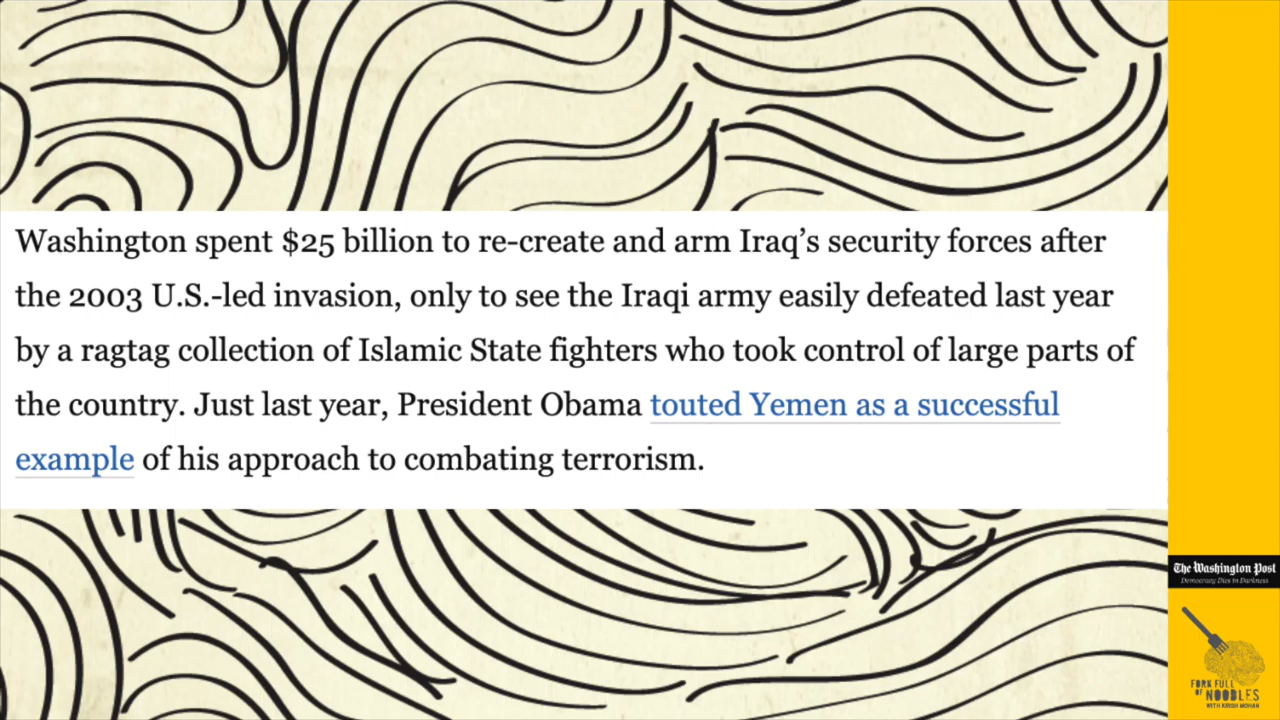 Washington spent $25 billion to re-create and arm Iraq’s security forces after
the 2003 U.S.-led invasion, only to see the Iraqi army easily defeated last year
by a ragtag collection of Islamic State fighters who took control of large parts of
the country. Just last year, President Obama touted Yemen as a successful
example of his approach to combating terrorism.
The Washington Post
Democracy Dies in Darkness
FORK FULL
OF NOODLES
WITH KRISH MOHAN